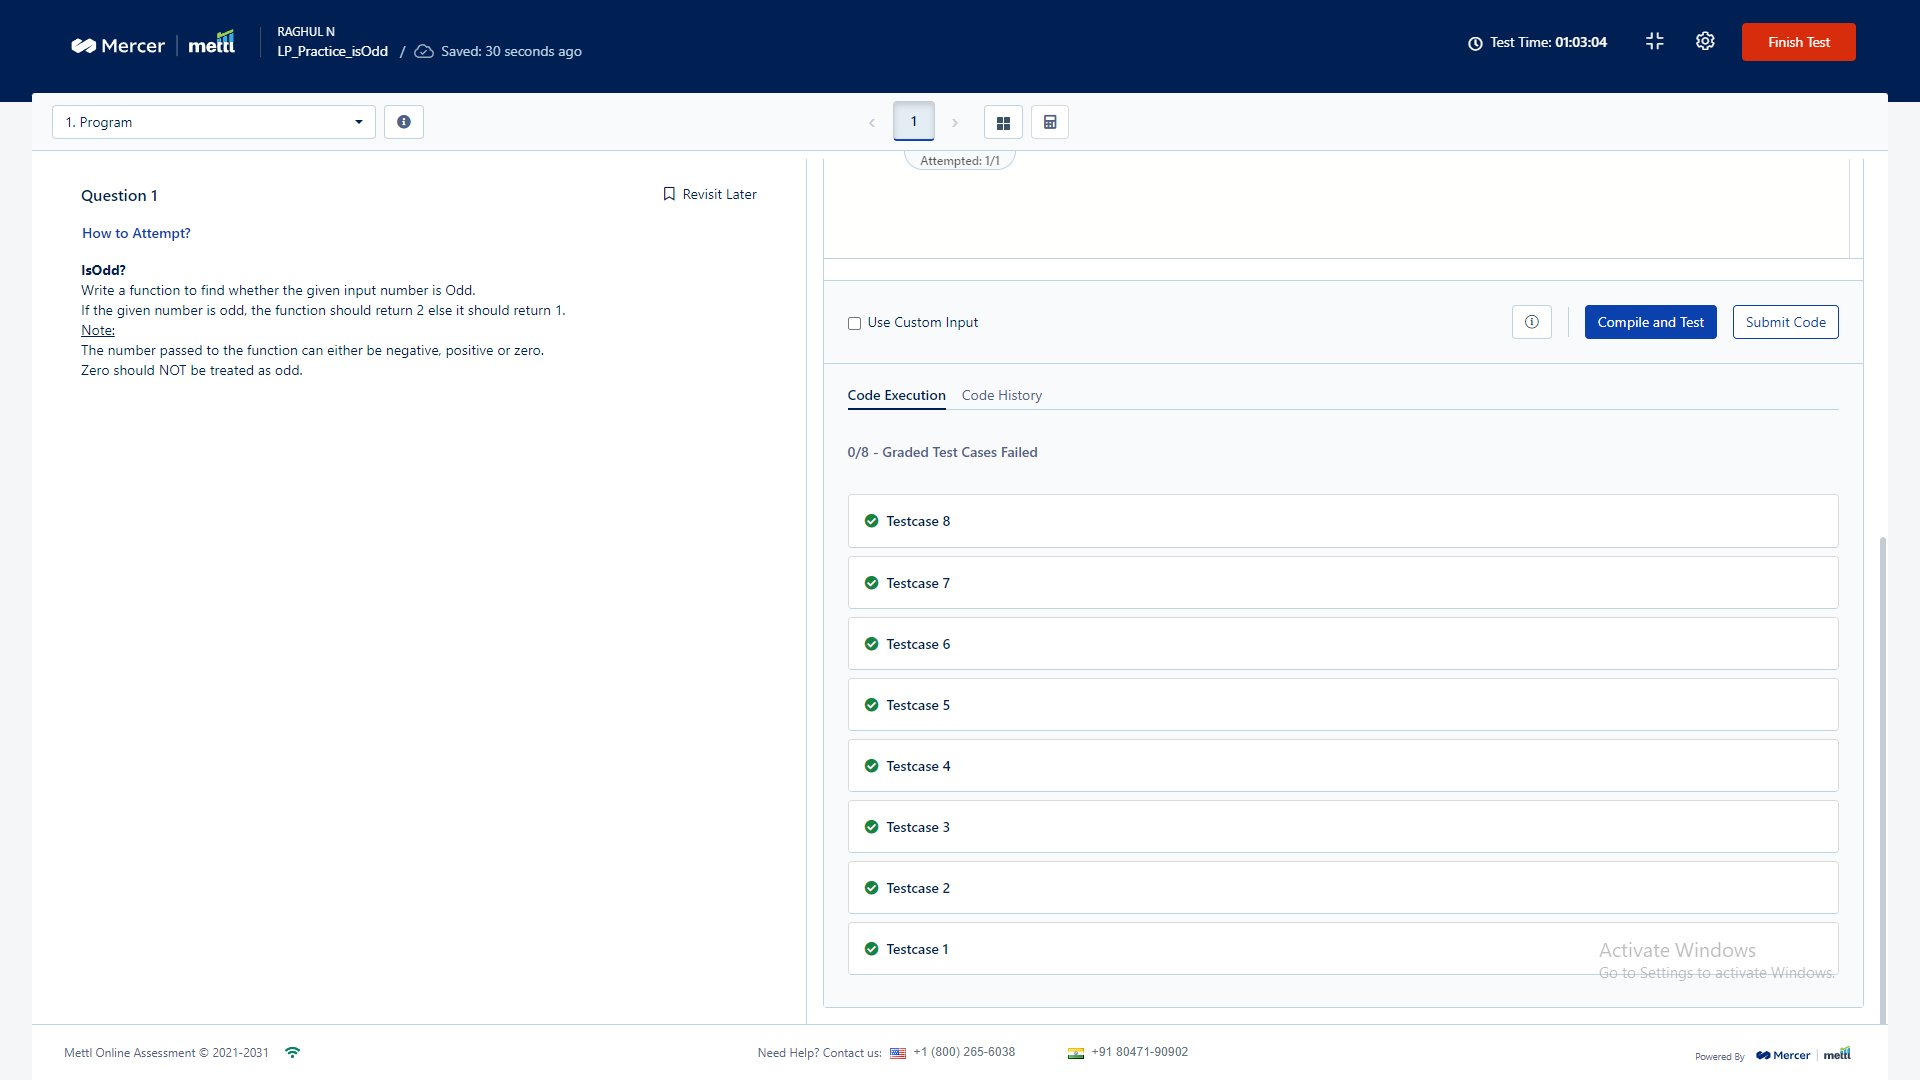 Mercer | mettl
RAGHUL N
LP_Practice_isOdd / Saved: 30 seconds ago
Test Time: 01:03:04
Finish Test
1. Program
1
Attempted: 1/1
Question 1
Revisit Later
How to Attempt?
IsOdd?
Write a function to find whether the given input number is Odd.
If the given number is odd, the function should return 2 else it should return 1.
Note:
The number passed to the function can either be negative, positive or zero.
Zero should NOT be treated as odd.
Use Custom Input
Compile and Test
Submit Code
Code Execution
Code History
0/8 - Graded Test Cases Failed
Testcase 8
Testcase 7
Testcase 6
Testcase 5
Testcase 4
Testcase 3
Testcase 2
Testcase 1
Activate Windows
Go to Settings to activate Windows.
Mettl Online Assessment © 2021-2031
Need Help? Contact us: +1 (800) 265-6038
+91 80471-90902
Powered By Mercer | mettl